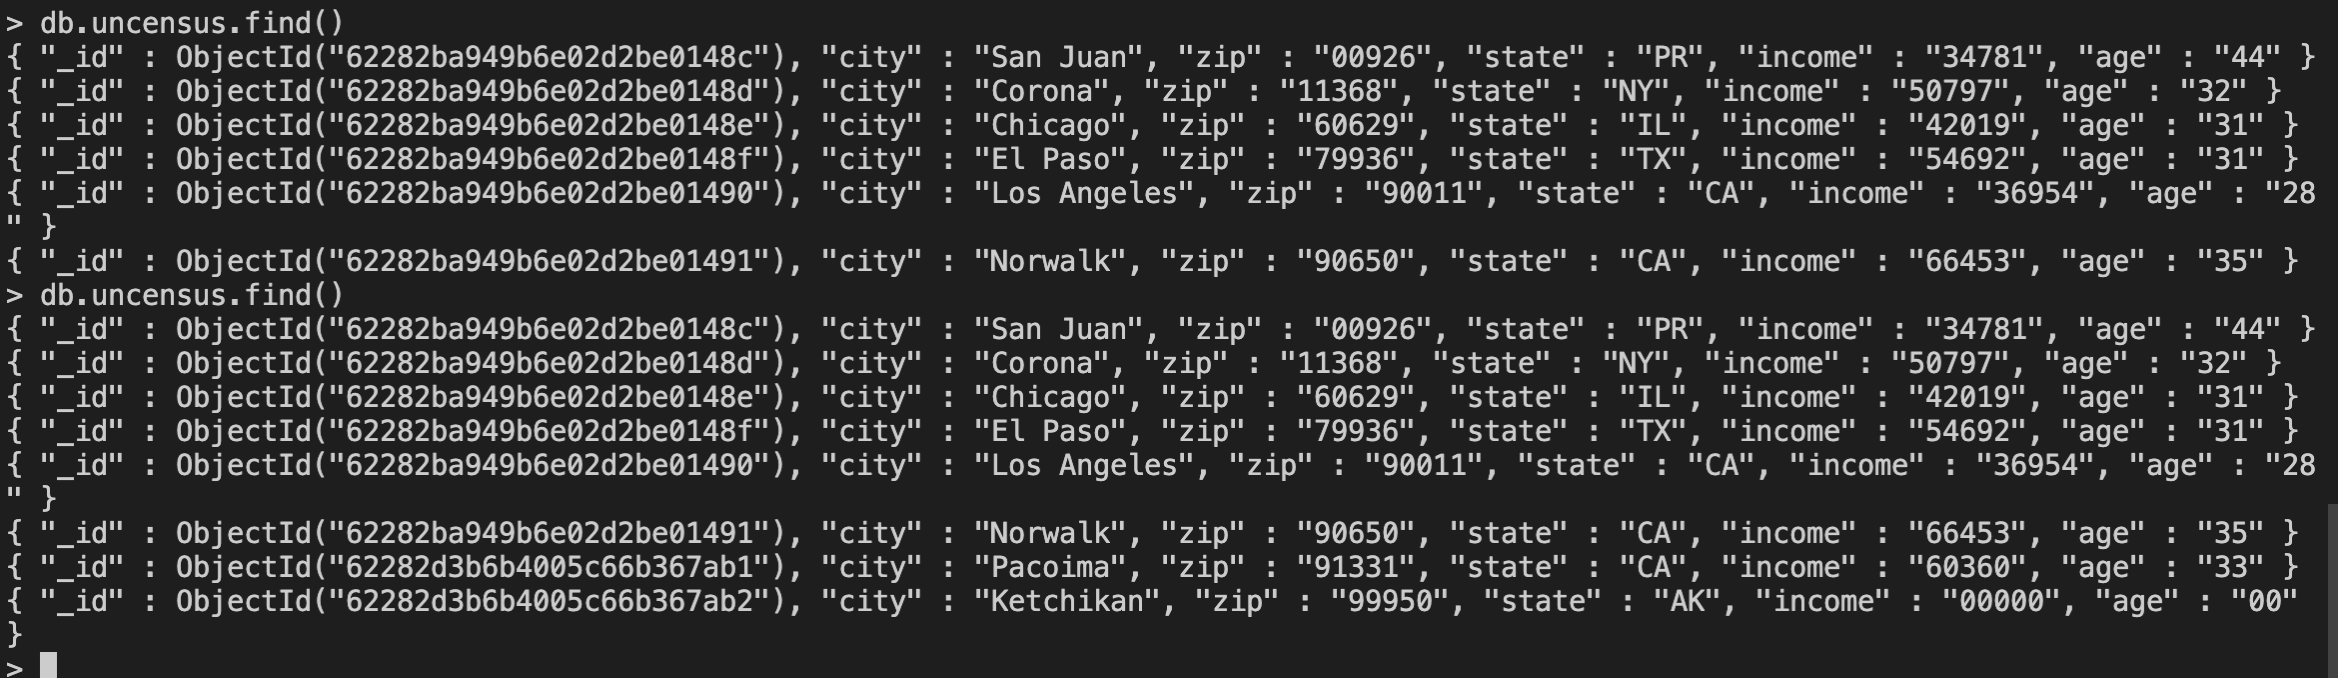 > db.uncensus.find()
{ "_id" : ObjectId("62282ba949b6e02d2be0148c"), "city" : "San Juan", "zip" : "00926", "state" : "PR", "income" : "34781", "age" : "44" }
{ "_id" : ObjectId("62282ba949b6e02d2be0148d"), "city" : "Corona", "zip" : "11368", "state" : "NY", "income" : "50797", "age" : "32" }
{ "_id" : ObjectId("62282ba949b6e02d2be0148e"), "city" : "Chicago", "zip" : "60629", "state" : "IL", "income" : "42019", "age" : "31" }
{ "_id" : ObjectId("62282ba949b6e02d2be0148f"), "city" : "El Paso", "zip" : "79936", "state" : "TX", "income" : "54692", "age" : "31" }
{ "_id" : ObjectId("62282ba949b6e02d2be01490"), "city" : "Los Angeles", "zip" : "90011", "state" : "CA", "income" : "36954", "age" : "28
" }
{ "_id" : ObjectId("62282ba949b6e02d2be01491"), "city" : "Norwalk", "zip" : "90650", "state" : "CA", "income" : "66453", "age" : "35" }
> db.uncensus.find()
{ "_id" : ObjectId("62282ba949b6e02d2be0148c"), "city" : "San Juan", "zip" : "00926", "state" : "PR", "income" : "34781", "age" : "44" }
{ "_id" : ObjectId("62282ba949b6e02d2be0148d"), "city" : "Corona", "zip" : "11368", "state" : "NY", "income" : "50797", "age" : "32" }
{ "_id" : ObjectId("62282ba949b6e02d2be0148e"), "city" : "Chicago", "zip" : "60629", "state" : "IL", "income" : "42019", "age" : "31" }
{ "_id" : ObjectId("62282ba949b6e02d2be0148f"), "city" : "El Paso", "zip" : "79936", "state" : "TX", "income" : "54692", "age" : "31" }
{ "_id" : ObjectId("62282ba949b6e02d2be01490"), "city" : "Los Angeles", "zip" : "90011", "state" : "CA", "income" : "36954", "age" : "28
" }
{ "_id" : ObjectId("62282ba949b6e02d2be01491"), "city" : "Norwalk", "zip" : "90650", "state" : "CA", "income" : "66453", "age" : "35" }
{ "_id" : ObjectId("62282d3b6b4005c66b367ab1"), "city" : "Pacoima", "zip" : "91331", "state" : "CA", "income" : "60360", "age" : "33" }
{ "_id" : ObjectId("62282d3b6b4005c66b367ab2"), "city" : "Ketchikan", "zip" : "99950", "state" : "AK", "income" : "00000", "age" : "00"
}
>